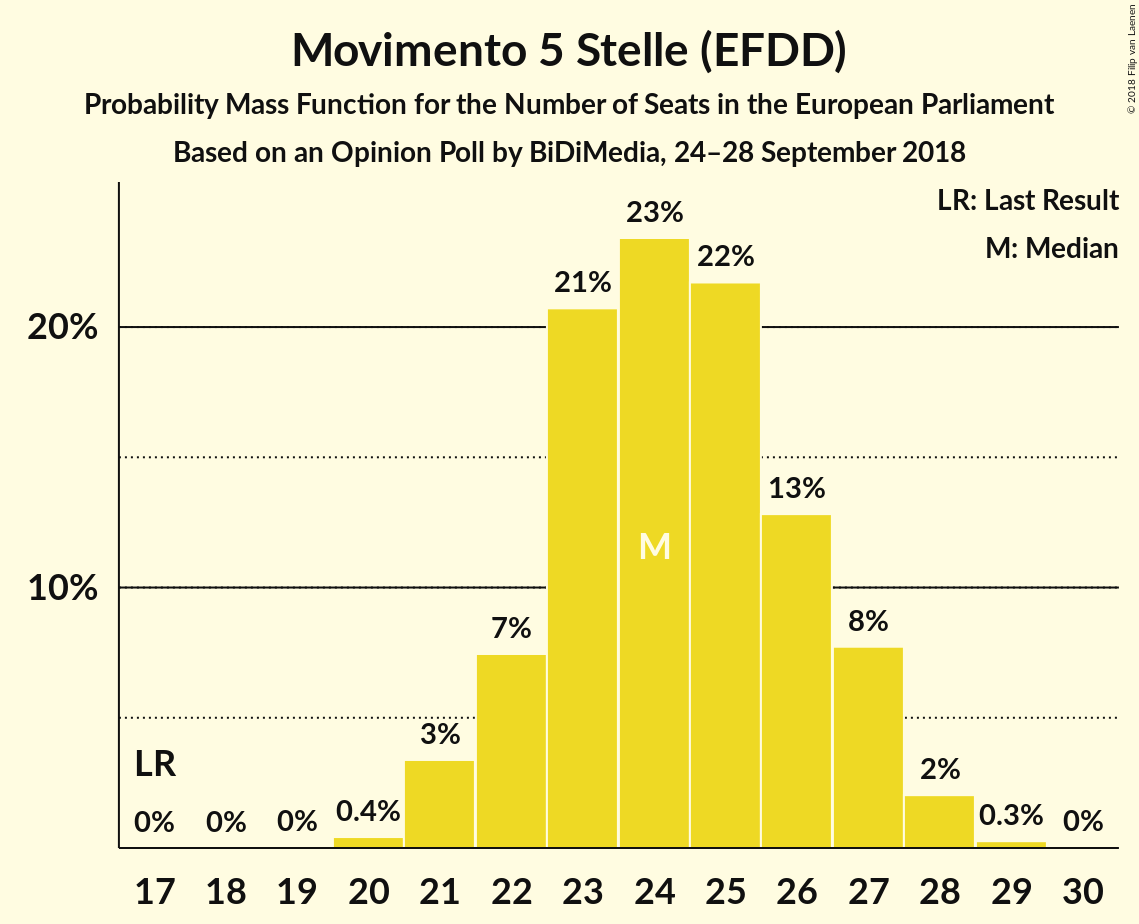 Movimento 5 Stelle (EFDD)
Probability Mass Function for the Number of Seats in the European Parliament
Based on an Opinion Poll by BiDiMedia, 24–28 September 2018
© 2018 Filip van Laenen
LR: Last Result
M: Median
23%
22%
21%
20%
13%
M
10%
8%
7%
3%
LR
2%
0% 0% 0% 0.4% 0.3% 0%
17 18 19 20 21 22 23 24 25 26 27 28 29 30